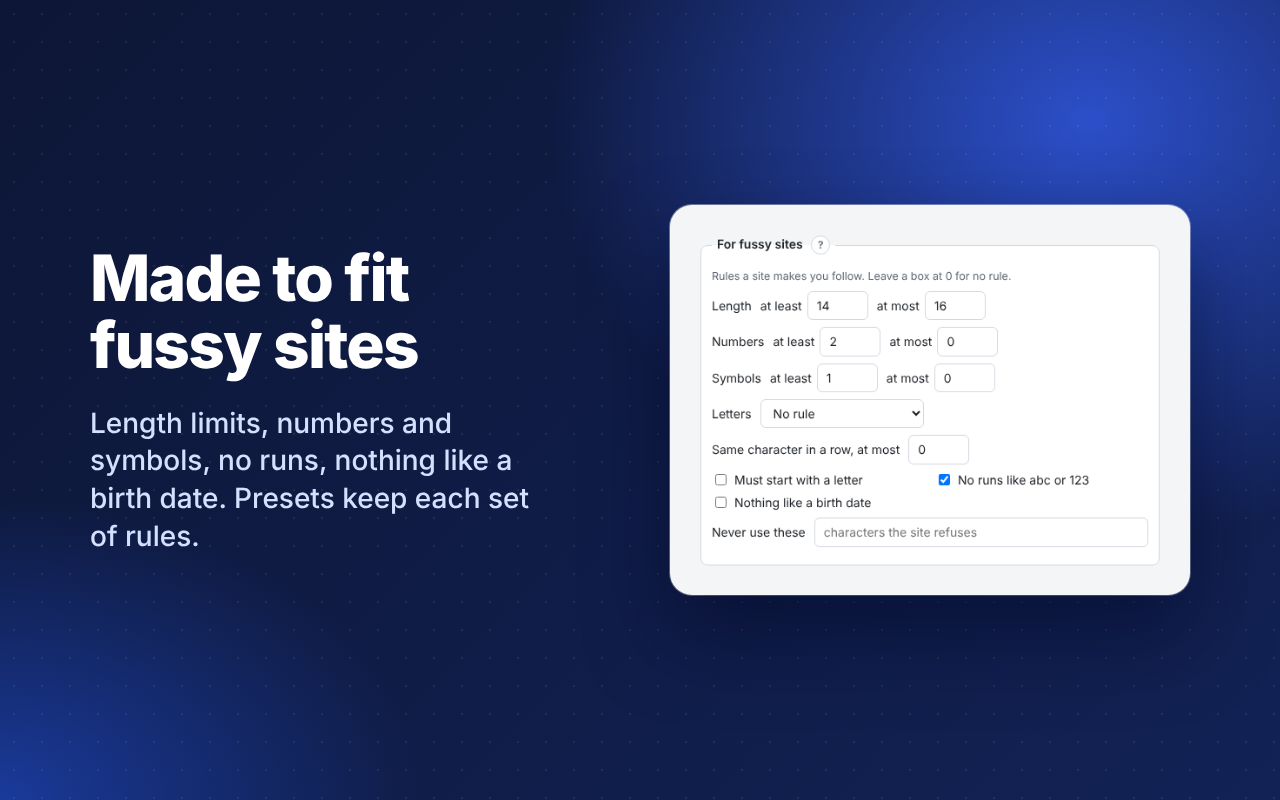 Made to fit
fussy sites
Length limits, numbers and
symbols, no runs, nothing like a
birth date. Presets keep each set
of rules.
For fussy sites ?
Rules a site makes you follow. Leave a box at 0 for no rule.
Length at least 14 at most 16
Numbers at least 2 at most 0
Symbols at least 1 at most 0
Letters No rule
Same character in a row, at most 0
Must start with a letter No runs like abc or 123
Nothing like a birth date
Never use these characters the site refuses